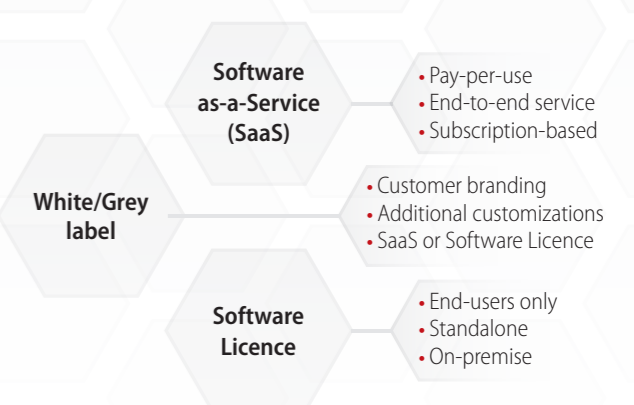 Software
as-a-Service
(SaaS)
• Pay-per-use
• End-to-end service
• Subscription-based
White/Grey
label
• Customer branding
• Additional customizations
• SaaS or Software Licence
Software
Licence
• End-users only
• Standalone
• On-premise